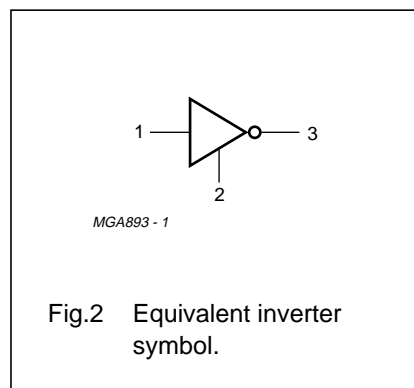 1
3
2
MGA893 - 1
Fig.2 Equivalent inverter
symbol.